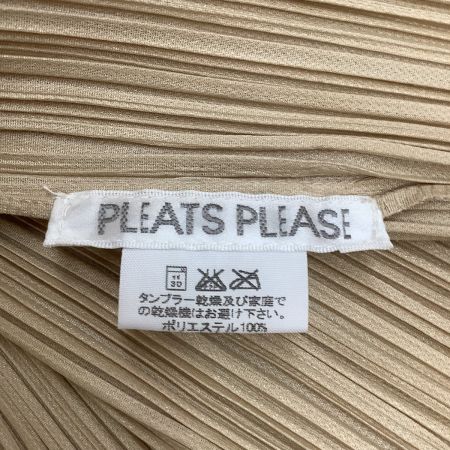 PLEATS PLEASE
タンブラー乾燥及び家庭で
の乾燥機はお避け下さい。
ポリエステル100%